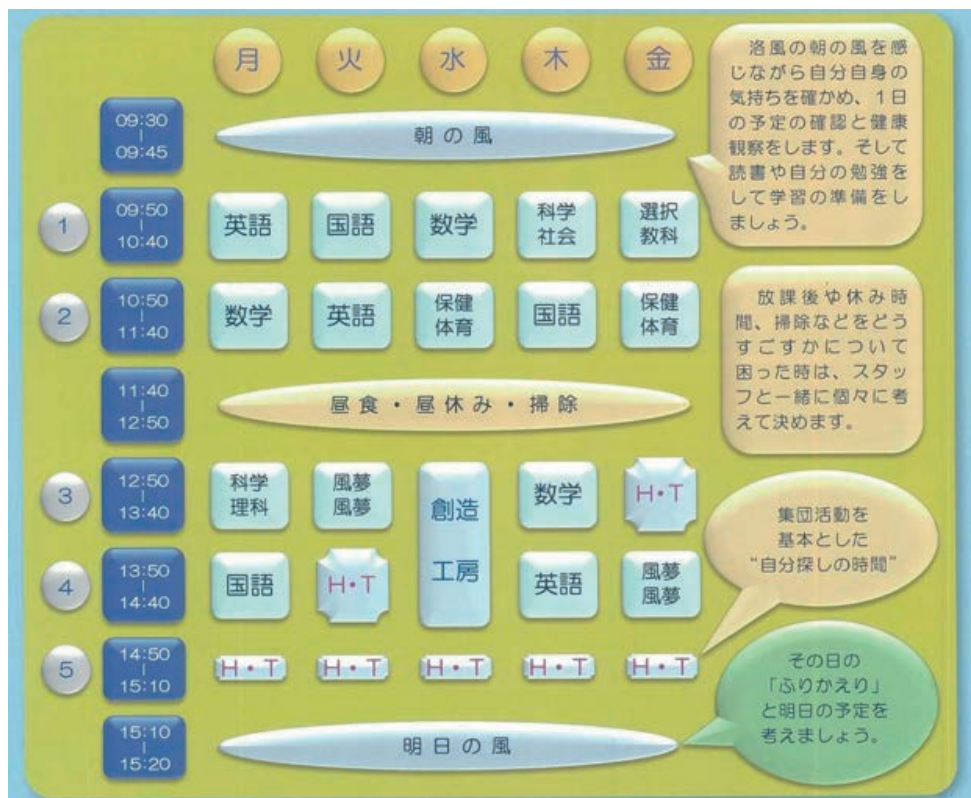 月 火 水 木 金
09:30
|
09:45
朝の風
洛風の朝の風を感
じながら自分自身の
気持ちを確かめ、1日
の予定の確認と健康
観察をします。そして
読書や自分の勉強を
して学習の準備をし
ましょう。
1
09:50
|
10:40
英語
国語
数学
科学
社会
選択
教科
2
10:50
|
11:40
数学
英語
保健
体育
国語
保健
体育
放課後ゆ休み時
間、掃除などをどう
すごすかについて
困った時は、スタッ
フと一緒に個々に考
えて決めます。
11:40
|
12:50
昼食・昼休み・掃除
3
12:50
|
13:40
科学
理科
風夢
風夢
創造
工房
数学
H・T
集団活動を
基本とした
“自分探しの時間”
4
13:50
|
14:40
国語
H・T
英語
風夢
風夢
5
14:50
|
15:10
H・T
H・T
H・T
H・T
H・T
その日の
「ふりかえり」
と明日の予定を
考えましょう。
15:10
|
15:20
明日の風